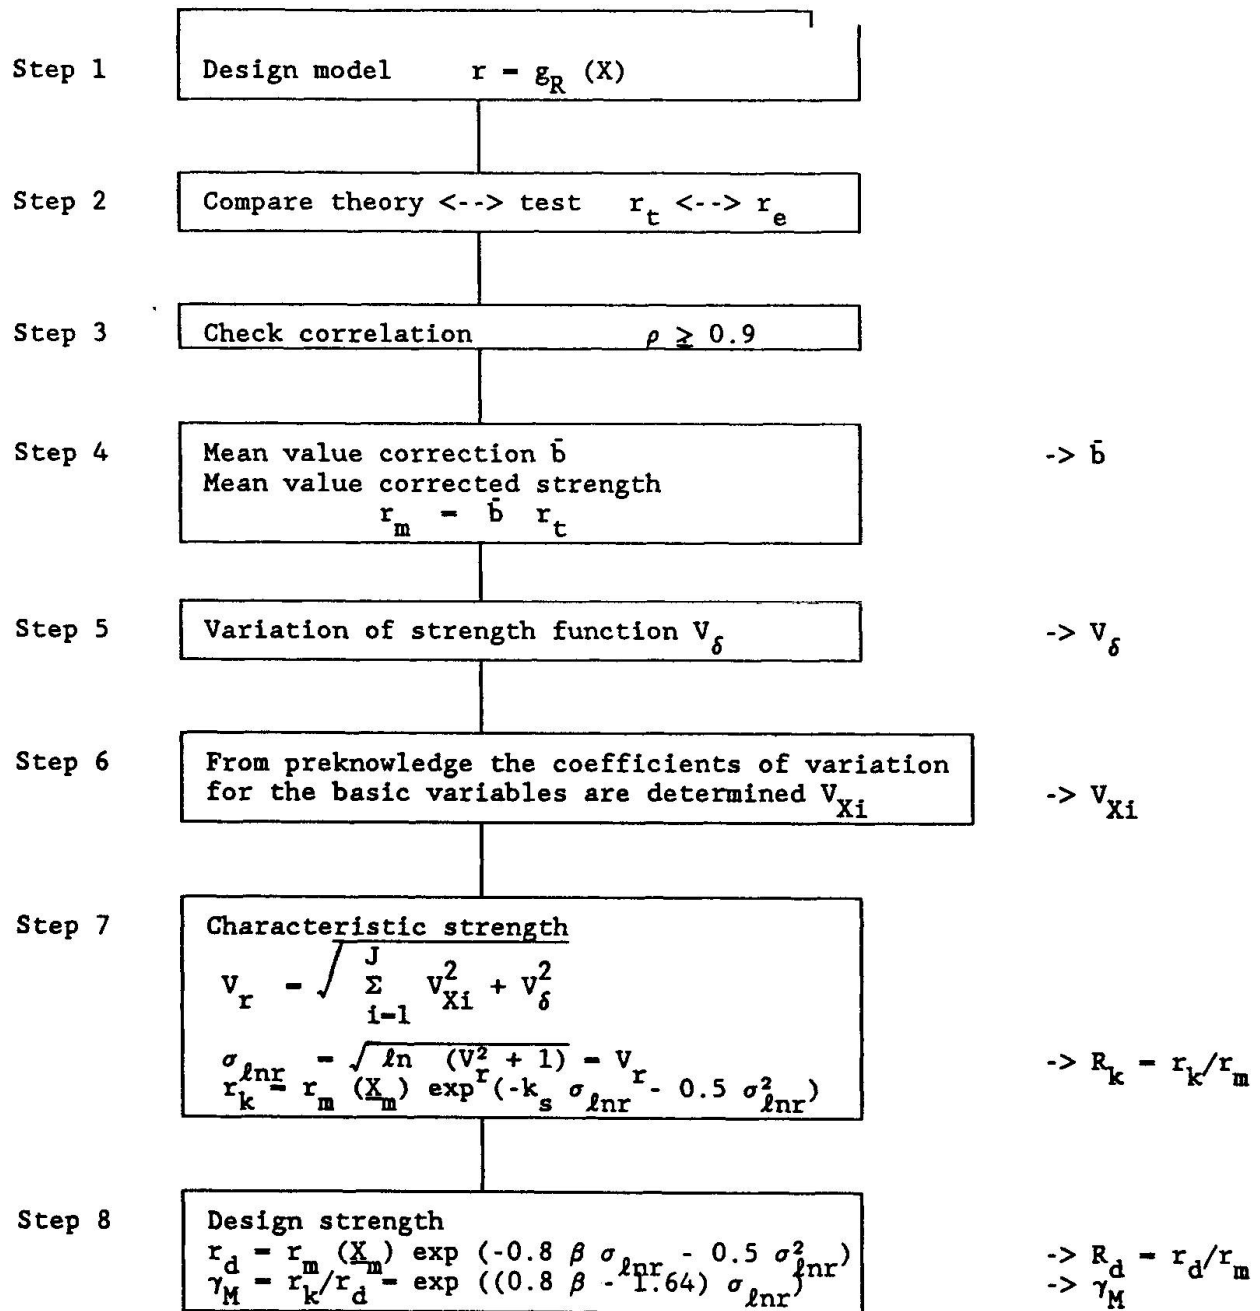 Step 1 Design model r = g_R (X)
Step 2 Compare theory <--> test r_t <--> r_e
Step 3 Check correlation ρ ≥ 0.9
Step 4 Mean value correction b̄ -> b̄
Mean value corrected strength
r_m = b̄ r_t
Step 5 Variation of strength function V_δ -> V_δ
Step 6 From preknowledge the coefficients of variation
for the basic variables are determined V_Xi -> V_Xi
Step 7 Characteristic strength
V_r = √ Σ_{i=1}^{J} V_Xi^2 + V_δ^2
σ_ℓnr = √ ℓn (V_r^2 + 1) = V_r -> R_k = r_k/r_m
r_k = r_m (X_m) exp (-k_s σ_ℓnr - 0.5 σ_ℓnr^2)
Step 8 Design strength
r_d = r_m (X_m) exp (-0.8 β σ_ℓnr - 0.5 σ_ℓnr^2) -> R_d = r_d/r_m
γ_M = r_k/r_d = exp ((0.8 β - 1.64) σ_ℓnr) -> γ_M